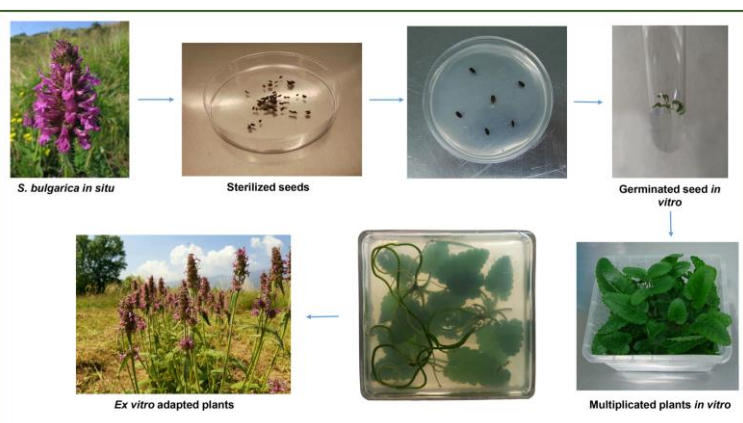 S. bulgarica in situ
Sterilized seeds
Germinated seed in
vitro
Ex vitro adapted plants
Multiplicated plants in vitro